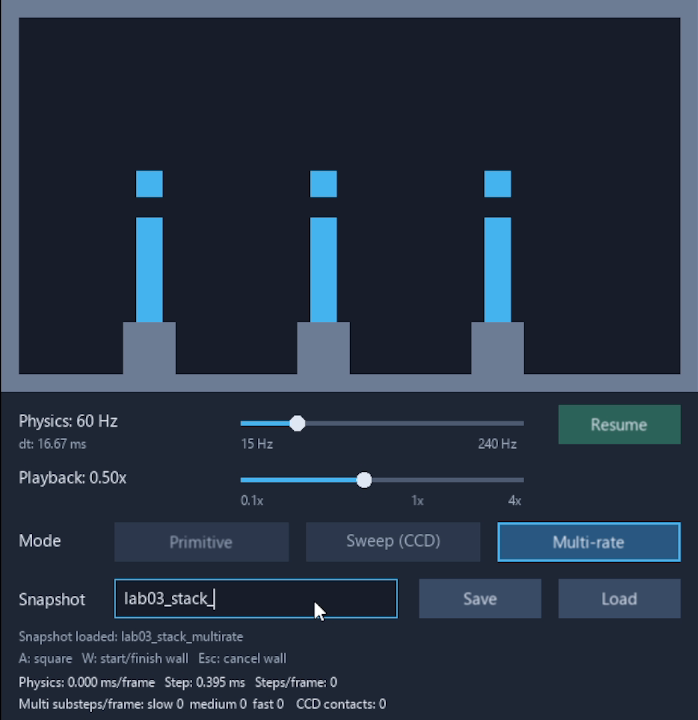 Physics: 60 Hz
dt: 16.67 ms
15 Hz
240 Hz
Resume
Playback: 0.50x
0.1x
1x
4x
Mode
Primitive
Sweep (CCD)
Multi-rate
Snapshot
lab03_stack_
Save
Load
Snapshot loaded: lab03_stack_multirate
A: square W: start/finish wall Esc: cancel wall
Physics: 0.000 ms/frame Step: 0.395 ms Steps/frame: 0
Multi substeps/frame: slow 0 medium 0 fast 0 CCD contacts: 0